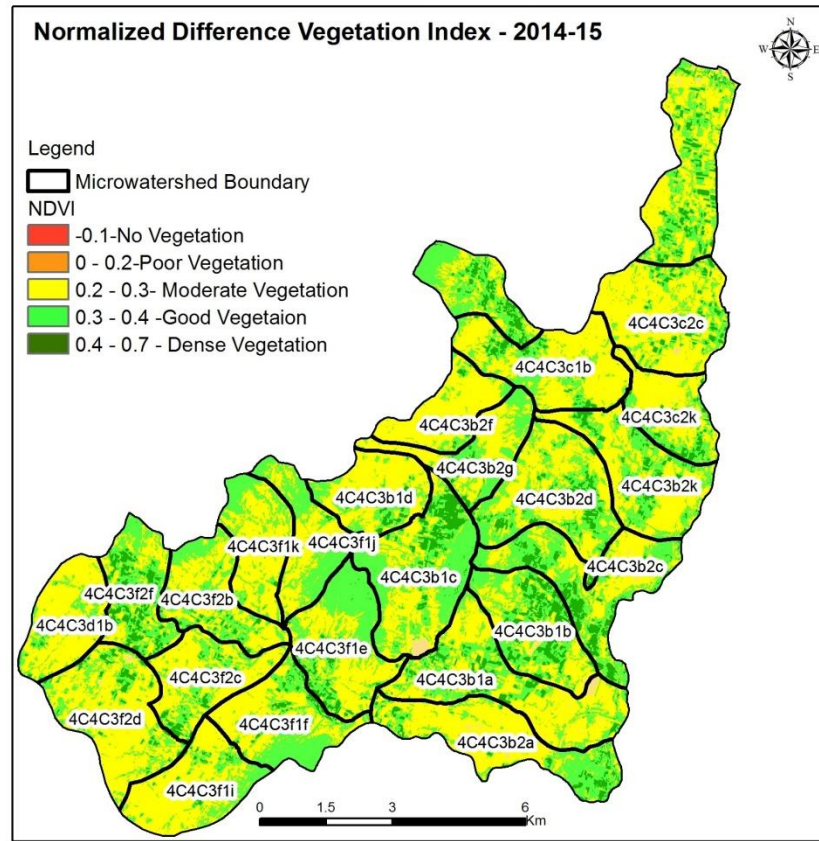 Normalized Difference Vegetation Index - 2014-15
N
W E
S
Legend
Microwatershed Boundary
NDVI
-0.1-No Vegetation
0 - 0.2-Poor Vegetation
0.2 - 0.3- Moderate Vegetation
0.3 - 0.4 -Good Vegetaion
0.4 - 0.7 - Dense Vegetation
4C4C3c2c
4C4C3c1b
4C4C3c2k
4C4C3b2f
4C4C3b2g
4C4C3b1d
4C4C3b2d
4C4C3b2k
4C4C3f1j
4C4C3f1k
4C4C3b2c
4C4C3b1c
4C4C3f2f
4C4C3f2b
4C4C3d1b
4C4C3b1b
4C4C3f1e
4C4C3f2c
4C4C3b1a
4C4C3f2d
4C4C3f1f
4C4C3b2a
4C4C3f1i
0 1.5 3 6
Km